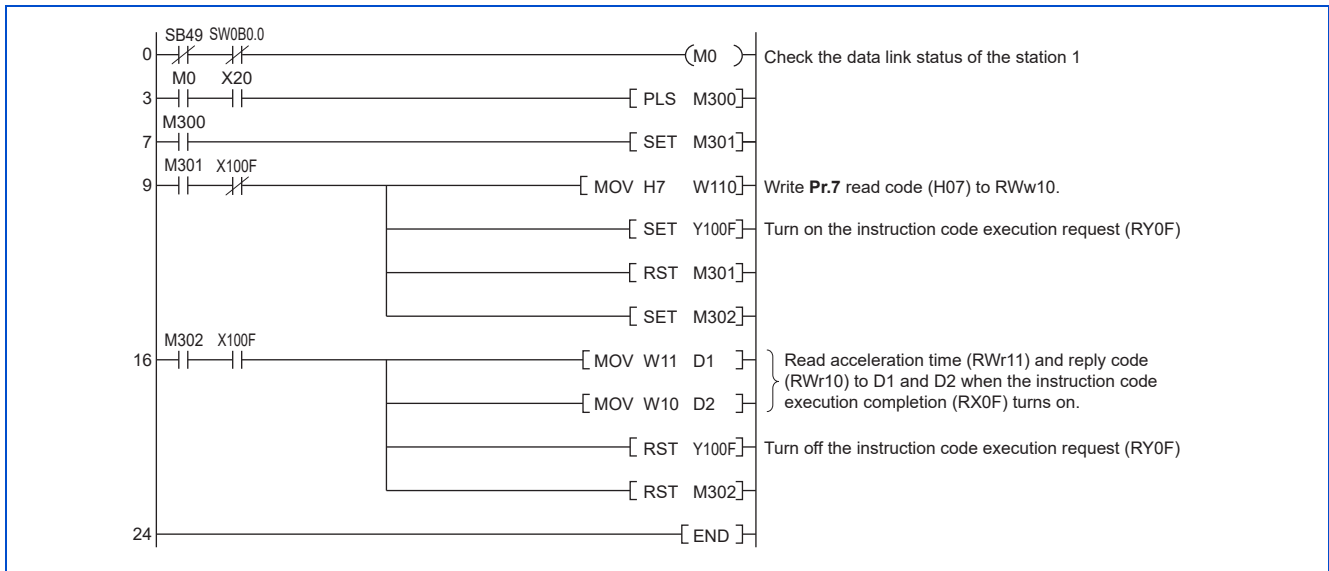 SB49 SW0B0.0
0 (M0 ) Check the data link status of the station 1
M0 X20
3 [ PLS M300]
M300
7 [ SET M301]
M301 X100F
9 [ MOV H7 W110] Write Pr.7 read code (H07) to RWw10.
[ SET Y100F] Turn on the instruction code execution request (RY0F)
[ RST M301]
[ SET M302]
M302 X100F
16 [ MOV W11 D1 ] Read acceleration time (RWr11) and reply code
(RWr10) to D1 and D2 when the instruction code
[ MOV W10 D2 ] execution completion (RX0F) turns on.
[ RST Y100F] Turn off the instruction code execution request (RY0F)
[ RST M302]
24 [ END ]